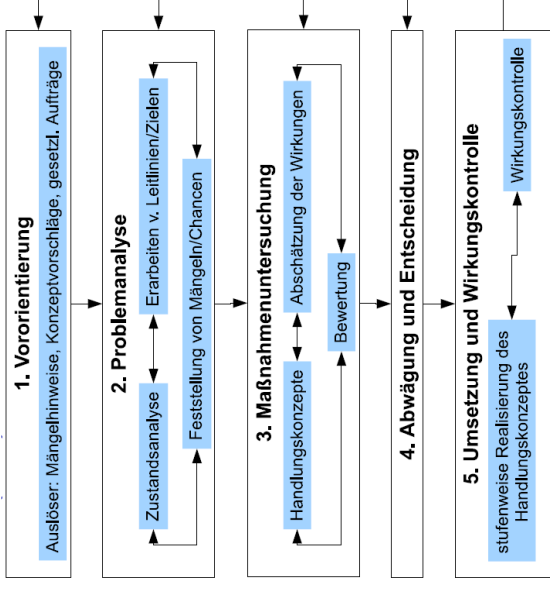 1. Vororientierung
Auslöser: Mängelhinweise, Konzeptvorschläge, gesetzl. Aufträge
2. Problemanalyse
Zustandsanalyse
Erarbeiten v. Leitlinien/Zielen
Feststellung von Mängeln/Chancen
3. Maßnahmenuntersuchung
Handlungskonzepte
Abschätzung der Wirkungen
Bewertung
4. Abwägung und Entscheidung
5. Umsetzung und Wirkungskontrolle
stufenweise Realisierung des
Handlungskonzeptes
Wirkungskontrolle